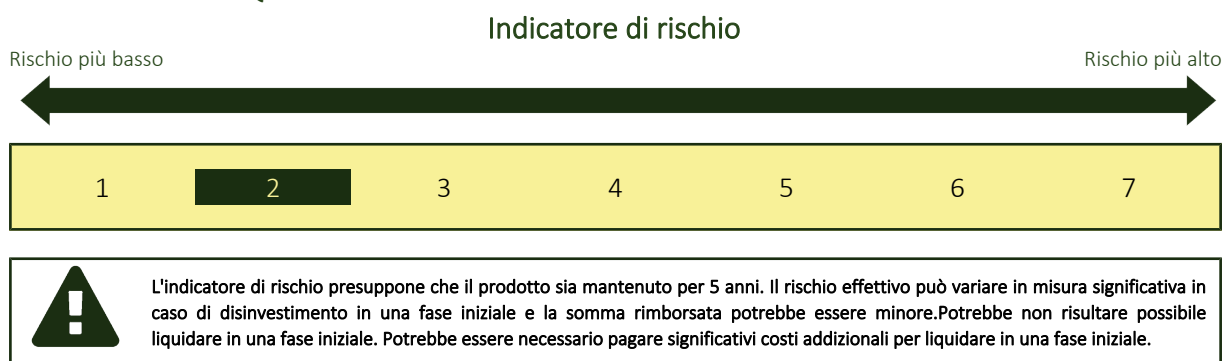 Indicatore di rischio
Rischio più basso
Rischio più alto
1 2 3 4 5 6 7
L'indicatore di rischio presuppone che il prodotto sia mantenuto per 5 anni. Il rischio effettivo può variare in misura significativa in
caso di disinvestimento in una fase iniziale e la somma rimborsata potrebbe essere minore.Potrebbe non risultare possibile
liquidare in una fase iniziale. Potrebbe essere necessario pagare significativi costi addizionali per liquidare in una fase iniziale.